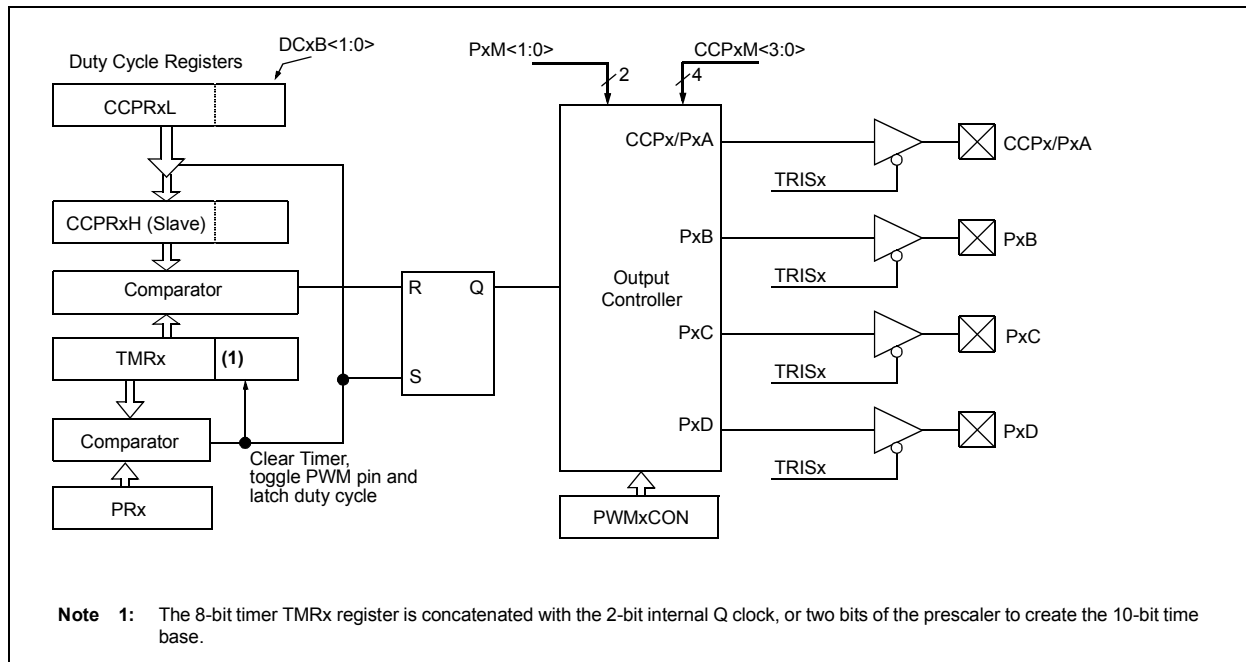 DCxB<1:0>
Duty Cycle Registers
CCPRxL
CCPRxH (Slave)
Comparator
TMRx
(1)
Comparator
PRx
Clear Timer,
toggle PWM pin and
latch duty cycle
R
Q
S
PxM<1:0>
2
CCPxM<3:0>
4
Output
Controller
PWMxCON
CCPx/PxA
TRISx
CCPx/PxA
PxB
TRISx
PxB
PxC
TRISx
PxC
PxD
TRISx
PxD
Note 1: The 8-bit timer TMRx register is concatenated with the 2-bit internal Q clock, or two bits of the prescaler to create the 10-bit time
base.